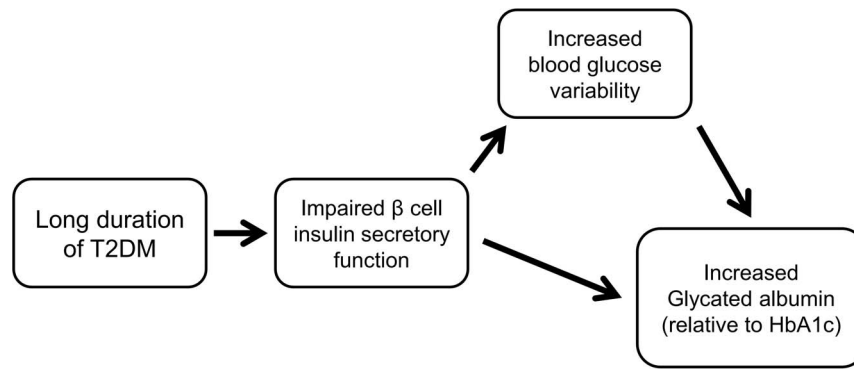 Long duration
of T2DM
Impaired β cell
insulin secretory
function
Increased
blood glucose
variability
Increased
Glycated albumin
(relative to HbA1c)